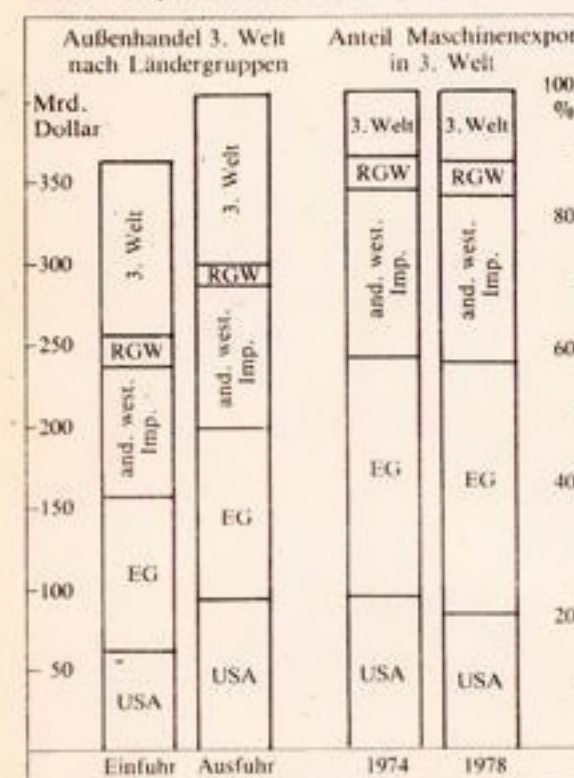 Außenhandel 3. Welt
nach Ländergruppen
Anteil Maschinenexpor
in 3. Welt
Mrd.
Dollar
350
300
250
200
150
100
50
100
%
80
60
40
20
3. Welt
RGW
and. west.
Imp.
EG
USA
Einfuhr
3. Welt
RGW
and. west.
Imp.
EG
USA
Ausfuhr
3. Welt
RGW
and. west.
Imp.
EG
USA
1974
3. Welt
RGW
and. west.
Imp.
EG
USA
1978